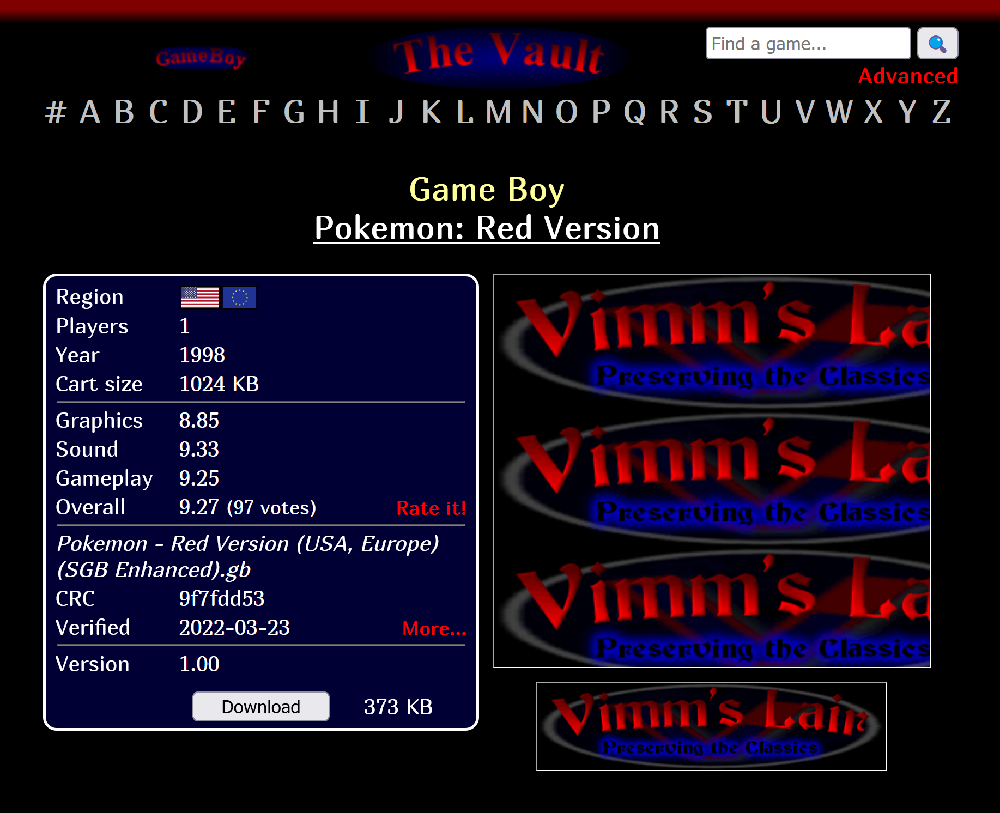 GameBoy
The Vault
Find a game...
Advanced
# A B C D E F G H I J K L M N O P Q R S T U V W X Y Z
Game Boy
Pokemon: Red Version
Region
Players 1
Year 1998
Cart size 1024 KB
Graphics 8.85
Sound 9.33
Gameplay 9.25
Overall 9.27 (97 votes) Rate it!
Pokemon - Red Version (USA, Europe)
(SGB Enhanced).gb
CRC 9f7fdd53
Verified 2022-03-23 More...
Version 1.00
Download 373 KB
Vimm's La
Preserving the Classics
Vimm's La
Preserving the Classics
Vimm's La
Preserving the Classics
Vimm's Lair
Preserving the Classics